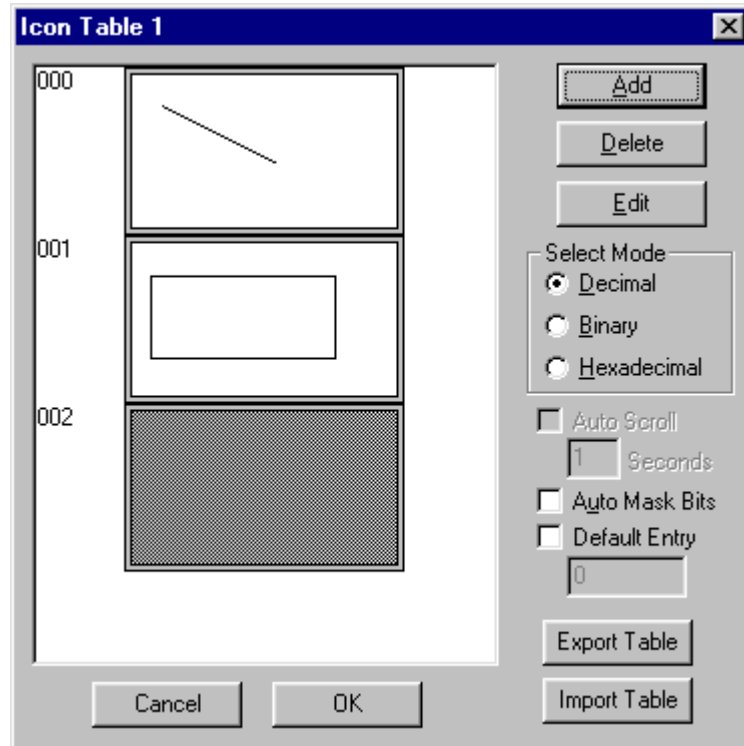 Icon Table 1
000
001
002
Add
Delete
Edit
Select Mode
Decimal
Binary
Hexadecimal
Auto Scroll
1 Seconds
Auto Mask Bits
Default Entry
0
Export Table
Import Table
Cancel OK